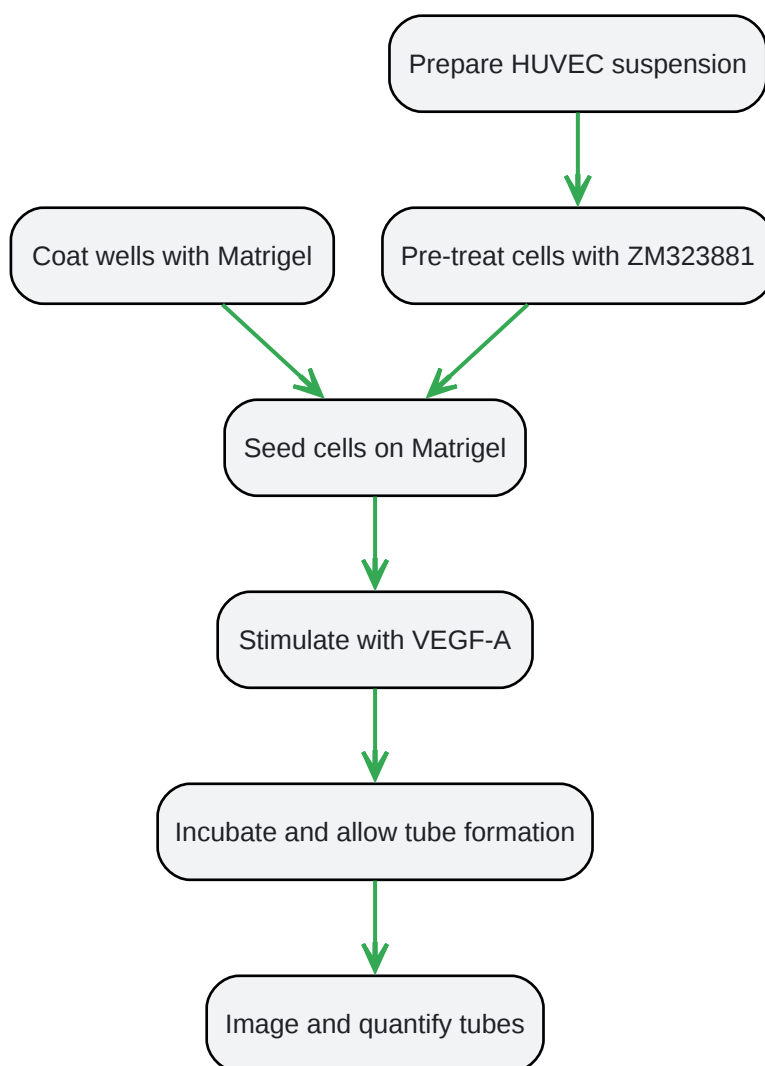 Prepare HUVEC suspension
Coat wells with Matrigel
Pre-treat cells with ZM323881
Seed cells on Matrigel
Stimulate with VEGF-A
Incubate and allow tube formation
Image and quantify tubes